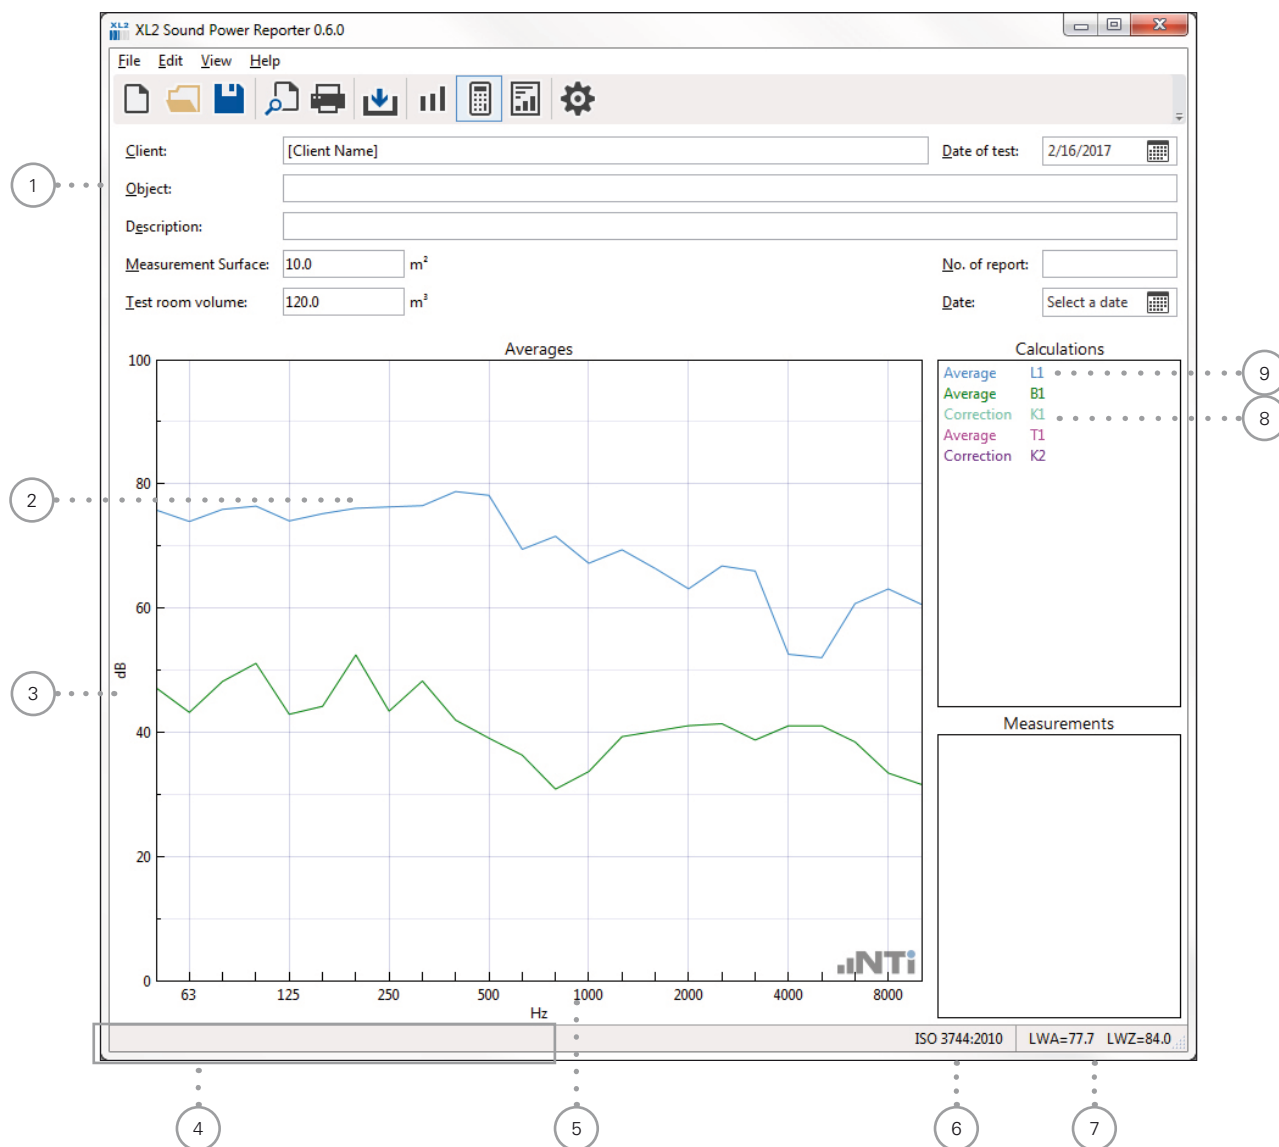 XL2 XL2 Sound Power Reporter 0.6.0
File Edit View Help
Client: [Client Name] Date of test: 2/16/2017
1
Object:
Description:
Measurement Surface: 10.0 m² No. of report:
Test room volume: 120.0 m³ Date: Select a date
Averages
Calculations
Average L1
9
Average B1
Correction K1
8
Average T1
Correction K2
100
80
60
40
20
0
2
dB
3
Measurements
NTi
63 125 250 500 1000 2000 4000 8000
Hz
ISO 3744:2010 LWA=77.7 LWZ=84.0
4 5 6 7